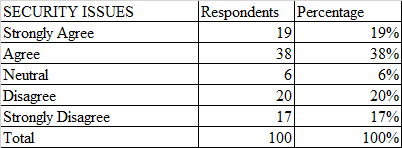 SECURITY ISSUES Respondents Percentage
Strongly Agree 19 19%
Agree 38 38%
Neutral 6 6%
Disagree 20 20%
Strongly Disagree 17 17%
Total 100 100%